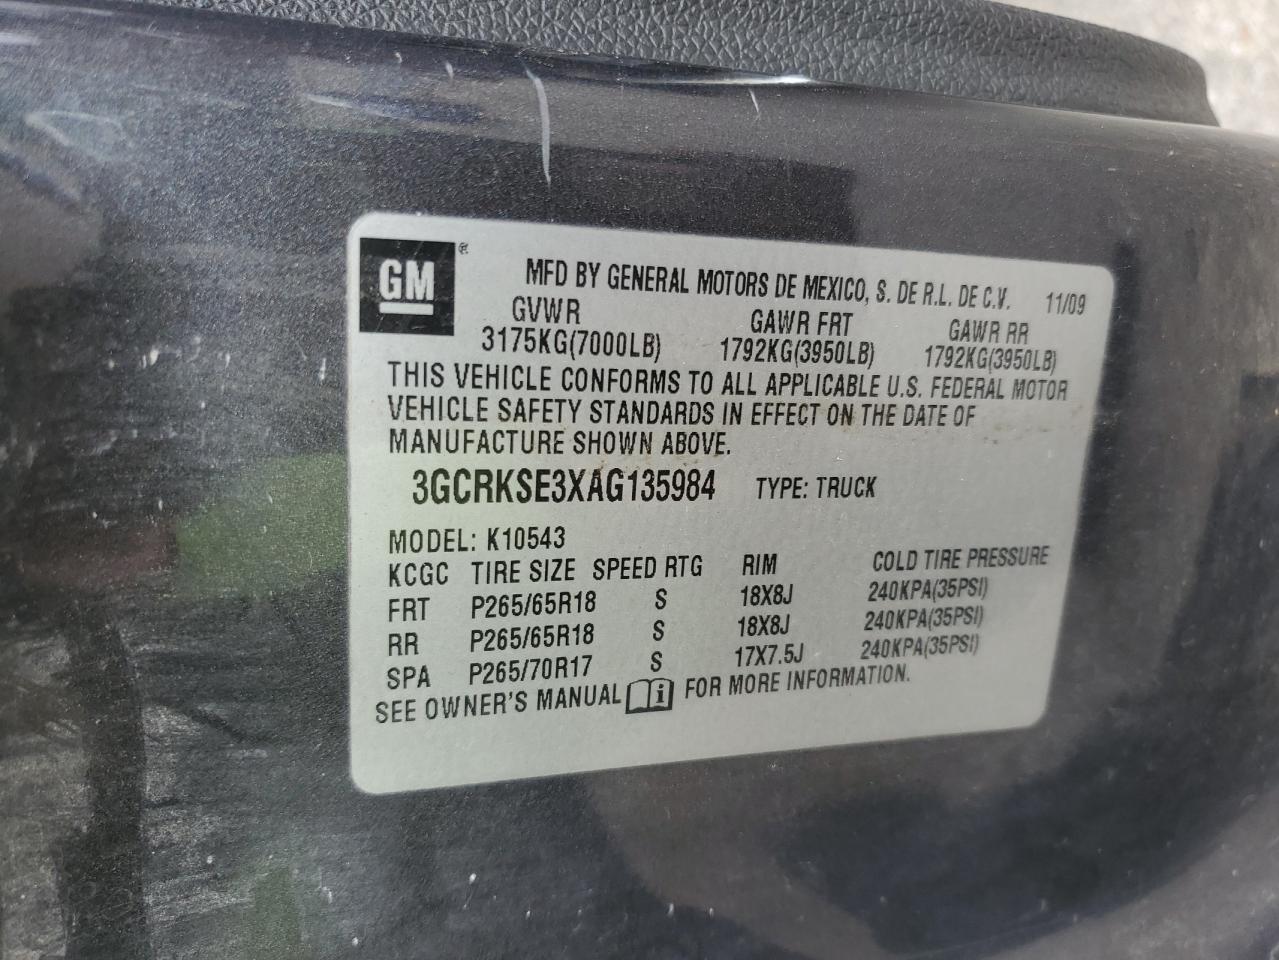 GM ®
MFD BY GENERAL MOTORS DE MEXICO, S. DE R.L. DE C.V. 11/09
GVWR GAWR FRT GAWR RR
3175KG(7000LB) 1792KG(3950LB) 1792KG(3950LB)
THIS VEHICLE CONFORMS TO ALL APPLICABLE U.S. FEDERAL MOTOR
VEHICLE SAFETY STANDARDS IN EFFECT ON THE DATE OF
MANUFACTURE SHOWN ABOVE.
3GCRKSE3XAG135984 TYPE: TRUCK
MODEL: K10543
KCGC TIRE SIZE SPEED RTG RIM COLD TIRE PRESSURE
FRT P265/65R18 S 18X8J 240KPA(35PSI)
RR P265/65R18 S 18X8J 240KPA(35PSI)
SPA P265/70R17 S 17X7.5J 240KPA(35PSI)
SEE OWNER'S MANUAL i FOR MORE INFORMATION.